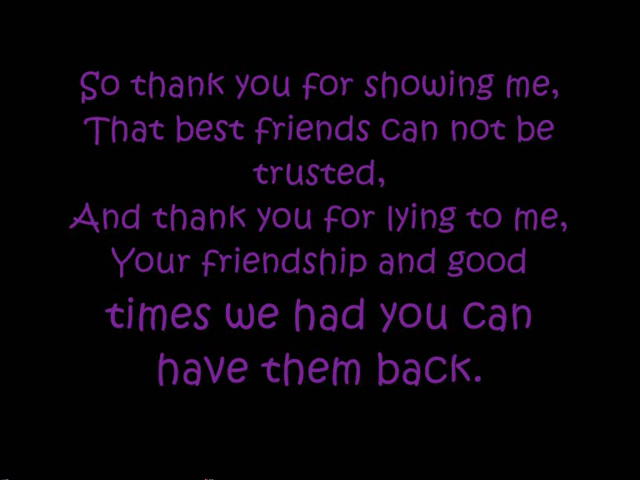 So thank you for showing me,
That best friends can not be
trusted,
And thank you for lying to me,
Your friendship and good
times we had you can
have them back.